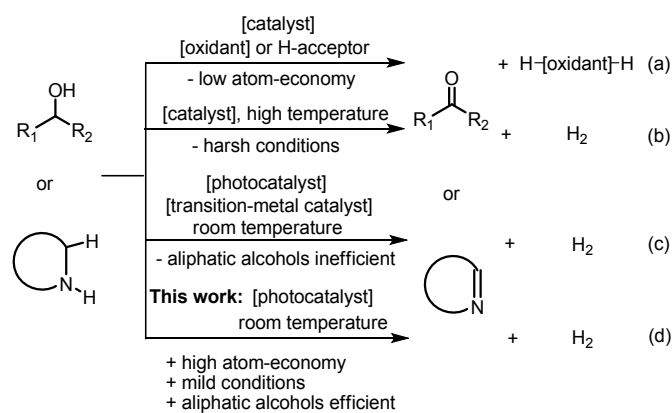 [catalyst]
[oxidant] or H-acceptor
- low atom-economy
+ H-[oxidant]-H (a)
OH
R1 R2
O
R1 R2
[catalyst], high temperature
- harsh conditions
+ H2 (b)
or
or
[photocatalyst]
[transition-metal catalyst]
room temperature
- aliphatic alcohols inefficient
+ H2 (c)
H
N H
N
This work: [photocatalyst]
room temperature
+ H2 (d)
+ high atom-economy
+ mild conditions
+ aliphatic alcohols efficient